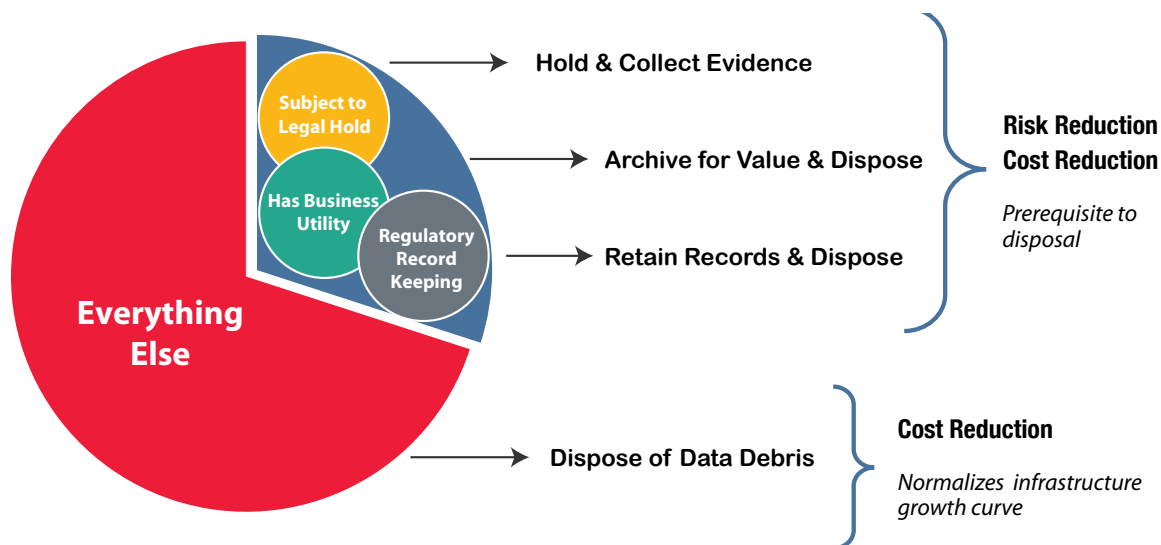 Subject to
Legal Hold
Has Business
Utility
Regulatory
Record
Keeping
Everything
Else
Hold & Collect Evidence
Archive for Value & Dispose
Retain Records & Dispose
Risk Reduction
Cost Reduction
Prerequisite to
disposal
Dispose of Data Debris
Cost Reduction
Normalizes infrastructure
growth curve